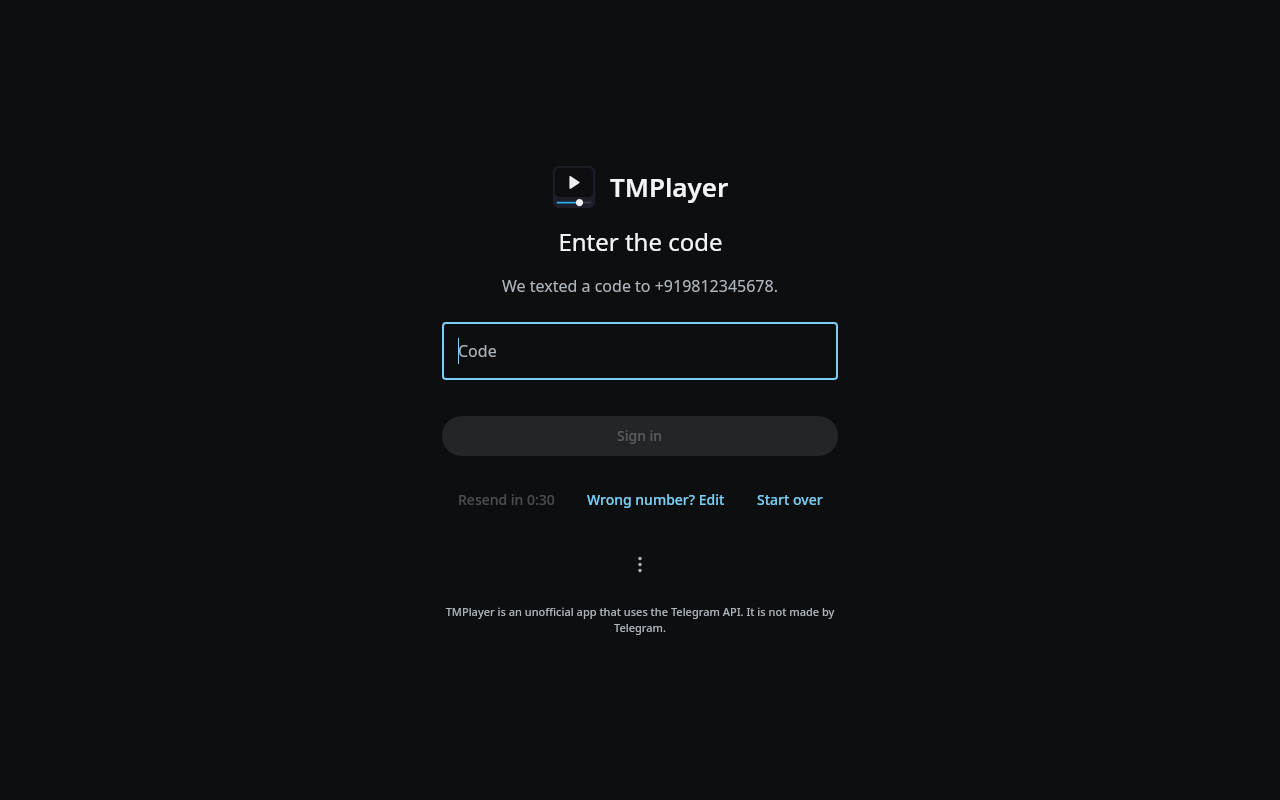 TMPlayer
Enter the code
We texted a code to +919812345678.
Code
Sign in
Resend in 0:30
Wrong number? Edit
Start over
TMPlayer is an unofficial app that uses the Telegram API. It is not made by
Telegram.